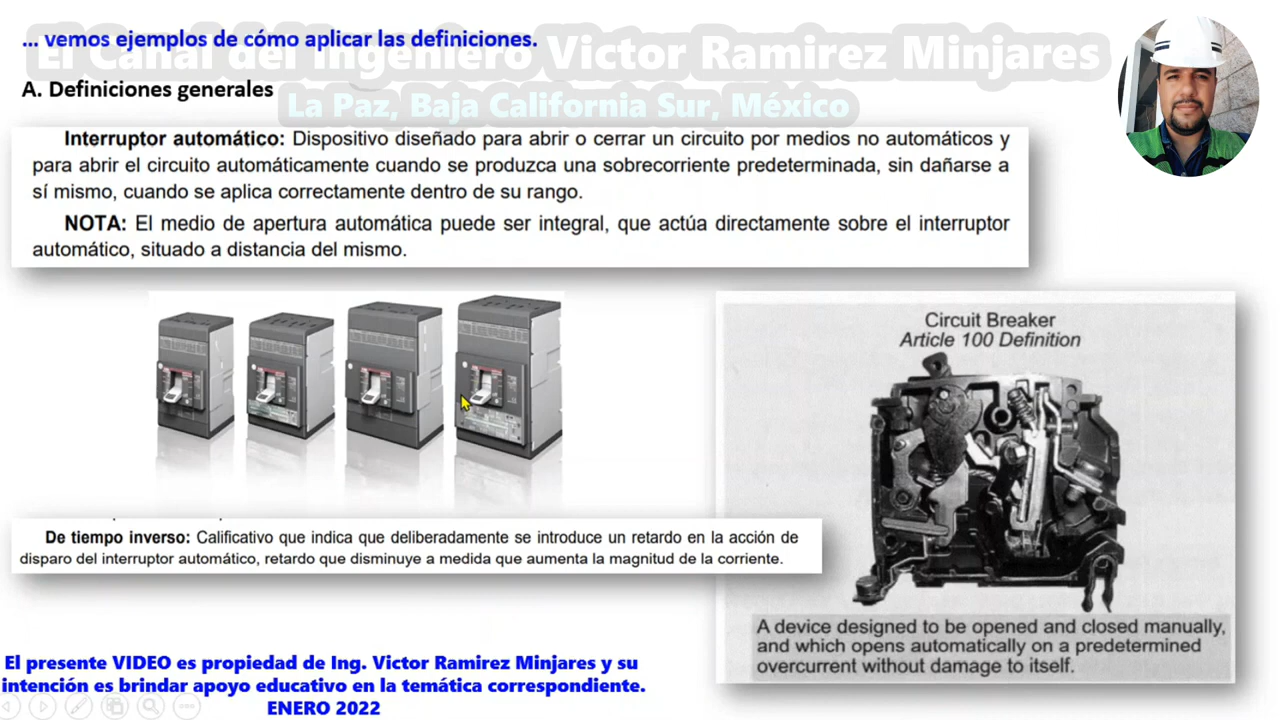 ... vemos ejemplos de cómo aplicar las definiciones.
El Canal del Ingeniero Victor Ramirez Minjares
A. Definiciones generales
La Paz, Baja California Sur, México
Interruptor automático: Dispositivo diseñado para abrir o cerrar un circuito por medios no automáticos y
para abrir el circuito automáticamente cuando se produzca una sobrecorriente predeterminada, sin dañarse a
sí mismo, cuando se aplica correctamente dentro de su rango.
NOTA: El medio de apertura automática puede ser integral, que actúa directamente sobre el interruptor
automático, situado a distancia del mismo.
Circuit Breaker
Article 100 Definition
De tiempo inverso: Calificativo que indica que deliberadamente se introduce un retardo en la acción de
disparo del interruptor automático, retardo que disminuye a medida que aumenta la magnitud de la corriente.
A device designed to be opened and closed manually,
and which opens automatically on a predetermined
overcurrent without damage to itself.
El presente VIDEO es propiedad de Ing. Victor Ramirez Minjares y su
intención es brindar apoyo educativo en la temática correspondiente.
ENERO 2022